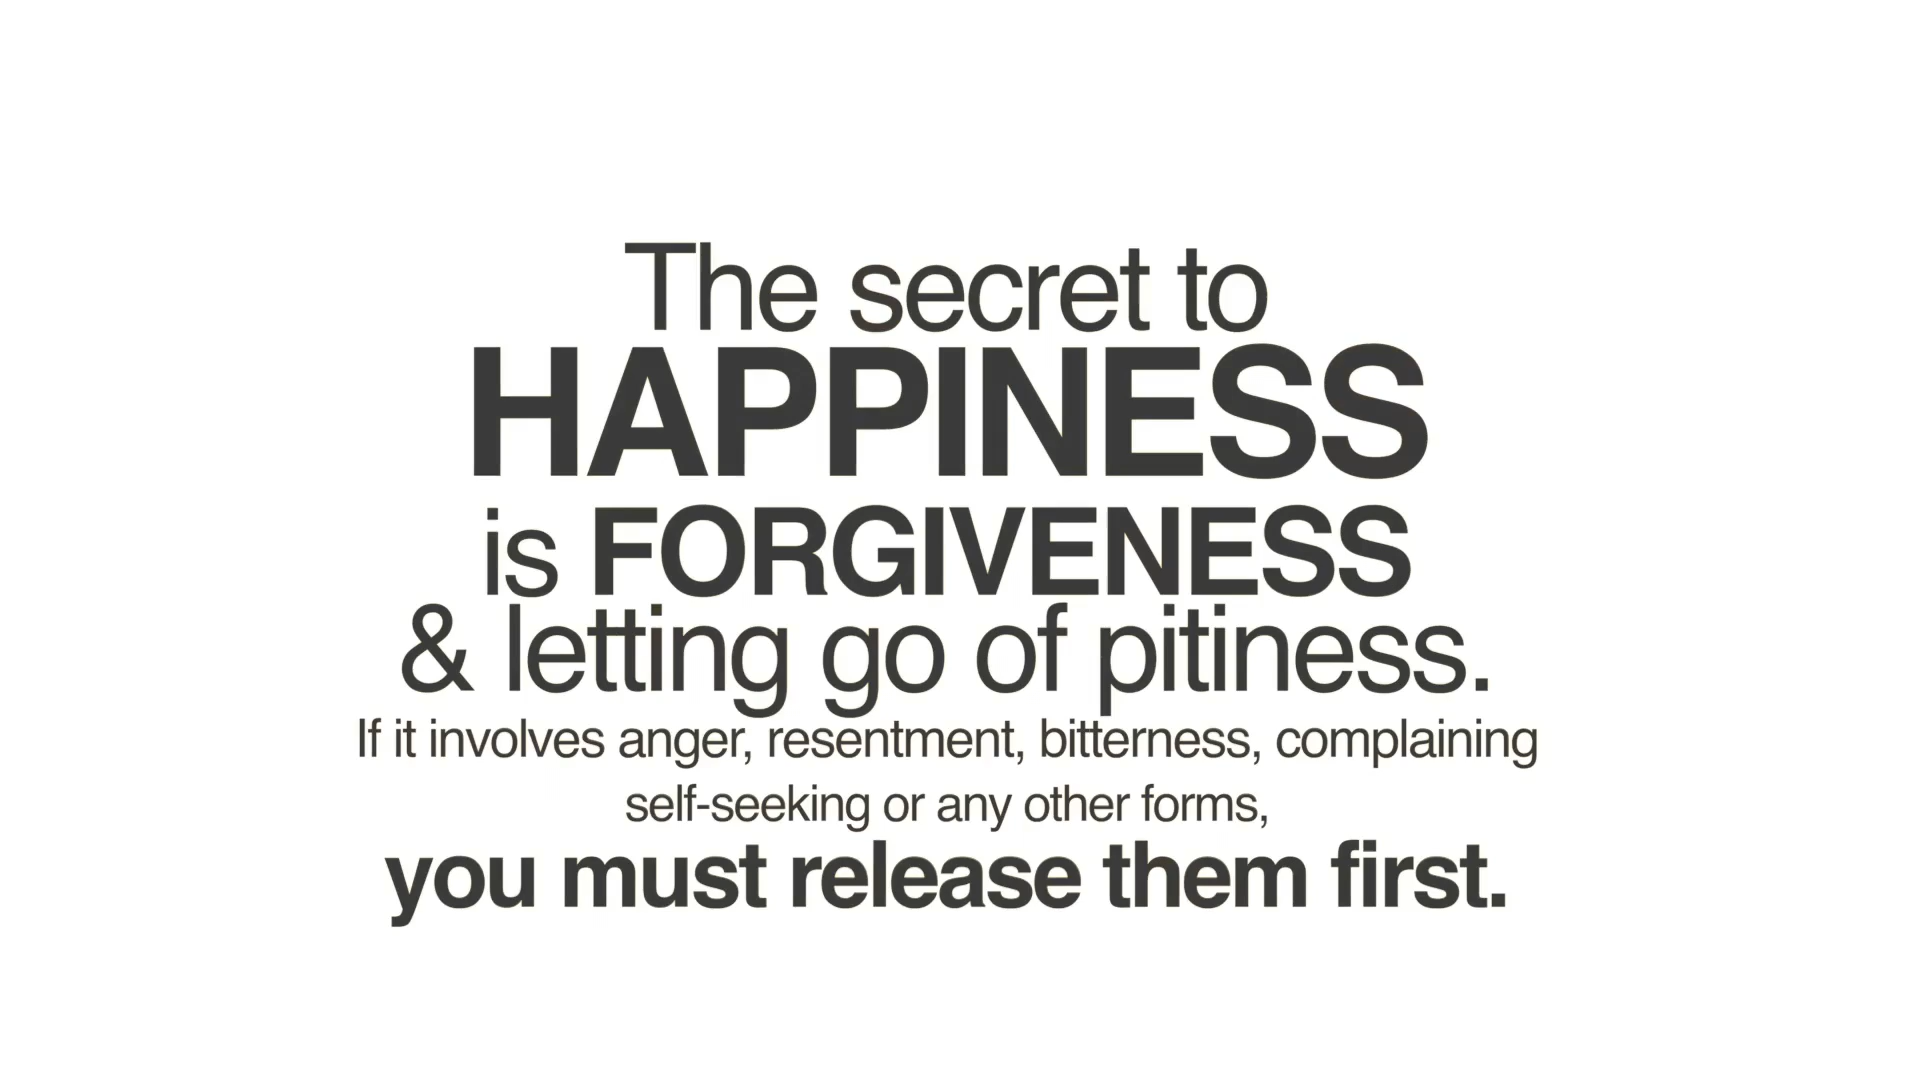 The secret to
HAPPINESS
is FORGIVENESS
& letting go of pitiness.
If it involves anger, resentment, bitterness, complaining
self-seeking or any other forms,
you must release them first.